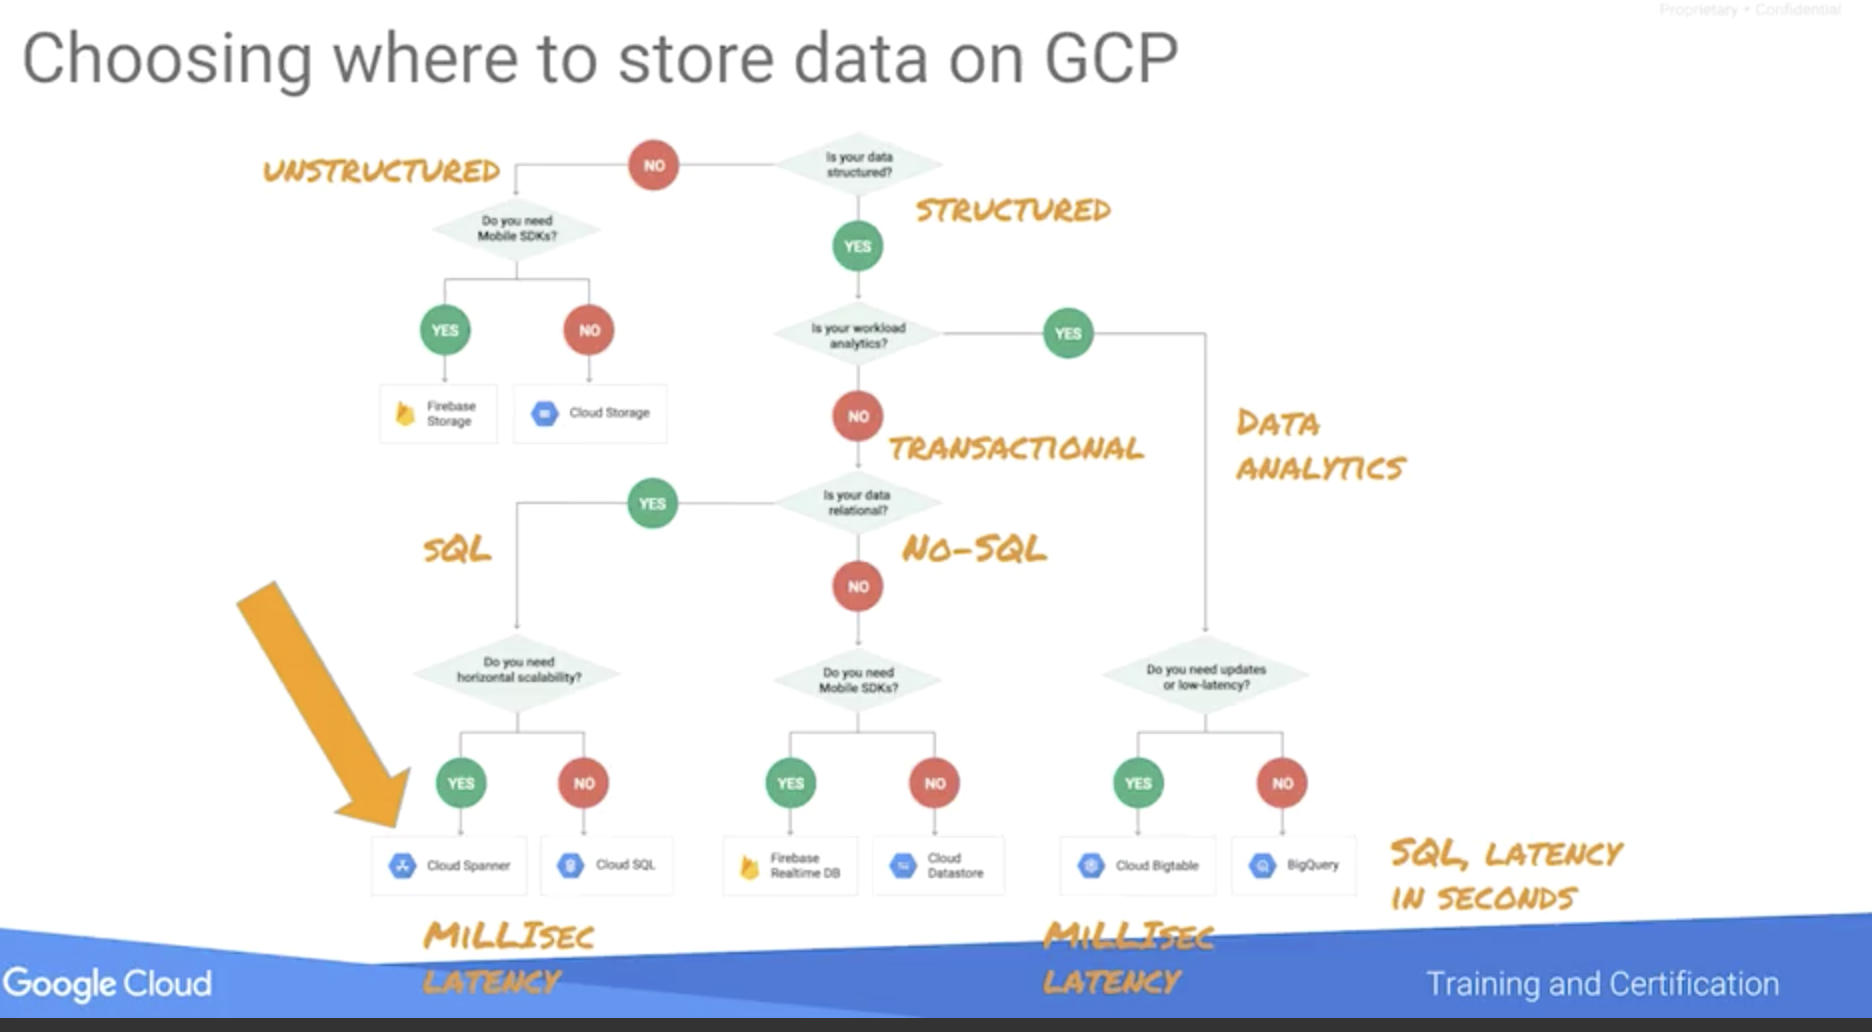 Proprietary • Confidential
Choosing where to store data on GCP
UNSTRUCTURED
NO
Is your data
structured?
STRUCTURED
Do you need
Mobile SDKs?
YES
YES
NO
Is your workload
analytics?
YES
Firebase
Storage
Cloud Storage
NO
TRANSACTIONAL
DATA
ANALYTICS
YES
Is your data
relational?
SQL
NO-SQL
NO
Do you need
horizontal scalability?
Do you need
Mobile SDKs?
Do you need updates
or low-latency?
YES
NO
YES
NO
YES
NO
Cloud Spanner
Cloud SQL
Firebase
Realtime DB
Cloud
Datastore
Cloud Bigtable
BigQuery
SQL, LATENCY
IN SECONDS
MILLISEC
LATENCY
MILLISEC
LATENCY
Google Cloud
Training and Certification